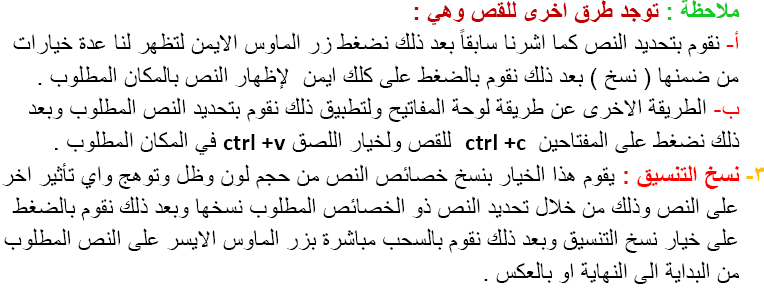 ملاحظة : توجد طرق اخرى للقص وهي :
أ- نقوم بتحديد النص كما اشرنا سابقاً بعد ذلك نضغط زر الماوس الايمن لتظهر لنا عدة خيارات
من ضمنها ( نسخ ) بعد ذلك نقوم بالضغط على كلك ايمن لإظهار النص بالمكان المطلوب .
ب- الطريقة الاخرى عن طريقة لوحة المفاتيح ولتطبيق ذلك نقوم بتحديد النص المطلوب وبعد
ذلك نضغط على المفتاحين ctrl +c للقص ولخيار اللصق ctrl +v في المكان المطلوب .
٣- نسخ التنسيق : يقوم هذا الخيار بنسخ خصائص النص من حجم لون وظل وتوهج واي تأثير اخر
على النص وذلك من خلال تحديد النص ذو الخصائص المطلوب نسخها وبعد ذلك نقوم بالضغط
على خيار نسخ التنسيق وبعد ذلك نقوم بالسحب مباشرة بزر الماوس الايسر على النص المطلوب
من البداية الى النهاية او بالعكس .